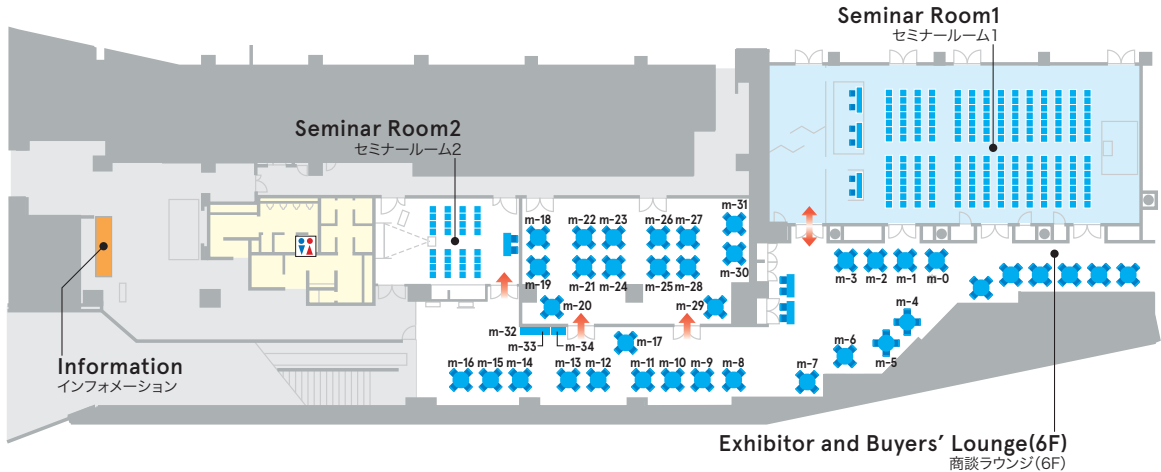 Seminar Room1
セミナールーム1
Seminar Room2
セミナールーム2
m-31
m-18 m-22 m-23 m-26 m-27
m-30
m-19 m-21 m-24 m-25 m-28
m-3 m-2 m-1 m-0
m-20 m-29
m-4
m-32
m-33 m-34 m-17
m-6 m-5
Information
インフォメーション
m-16 m-15 m-14 m-13 m-12 m-11 m-10 m-9 m-8 m-7
Exhibitor and Buyers’ Lounge(6F)
商談ラウンジ(6F)